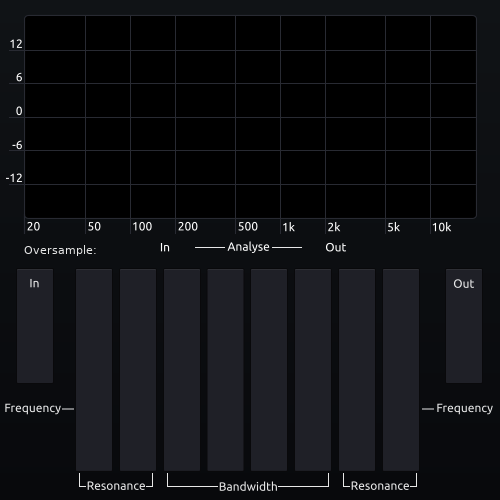 12
6
0
-6
-12
20 50 100 200 500 1k 2k 5k 10k
Oversample: In Analyse Out
In Out
Frequency Frequency
Resonance Bandwidth Resonance